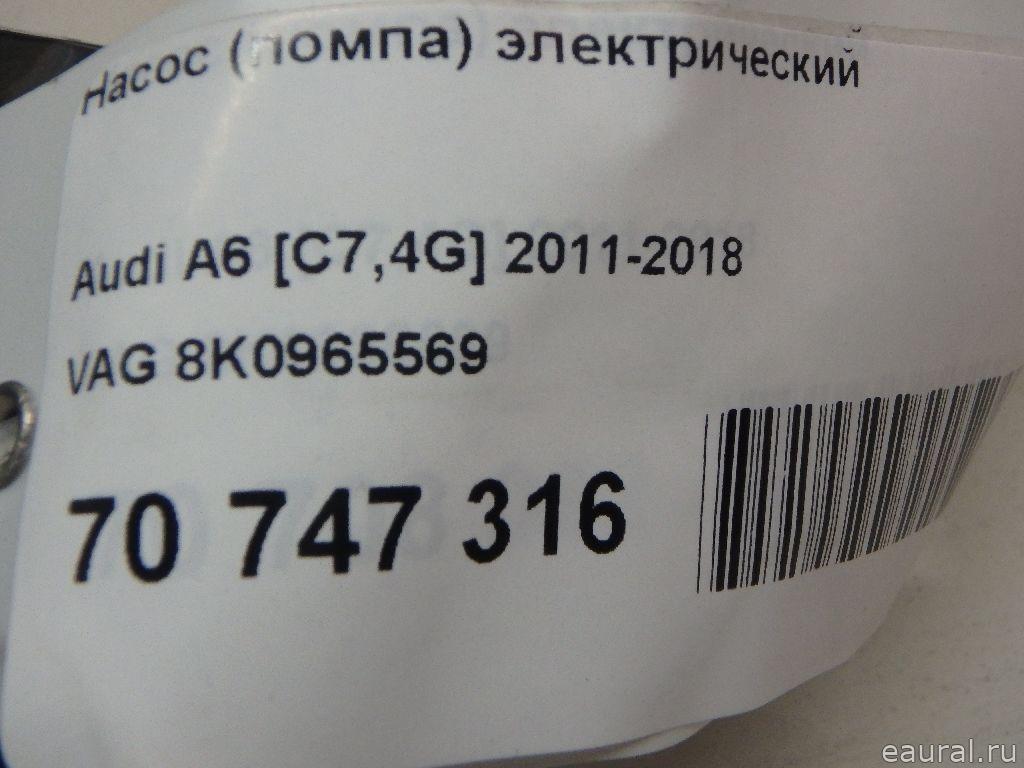 Насос (помпа) электрический
Audi A6 [C7,4G] 2011-2018
VAG 8K0965569
70 747 316
eaural.ru